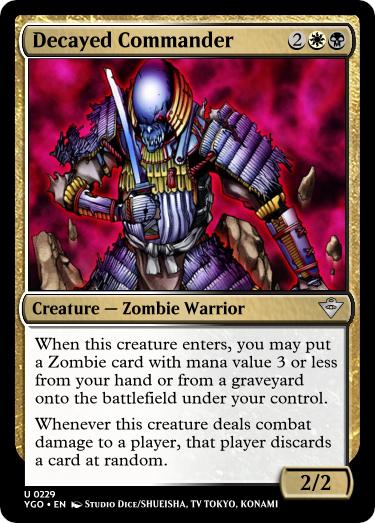 Decayed Commander 2
Creature — Zombie Warrior
When this creature enters, you may put
a Zombie card with mana value 3 or less
from your hand or from a graveyard
onto the battlefield under your control.
Whenever this creature deals combat
damage to a player, that player discards
a card at random.
2/2
U 0229
YGO • EN Studio Dice/SHUEISHA, TV TOKYO, KONAMI